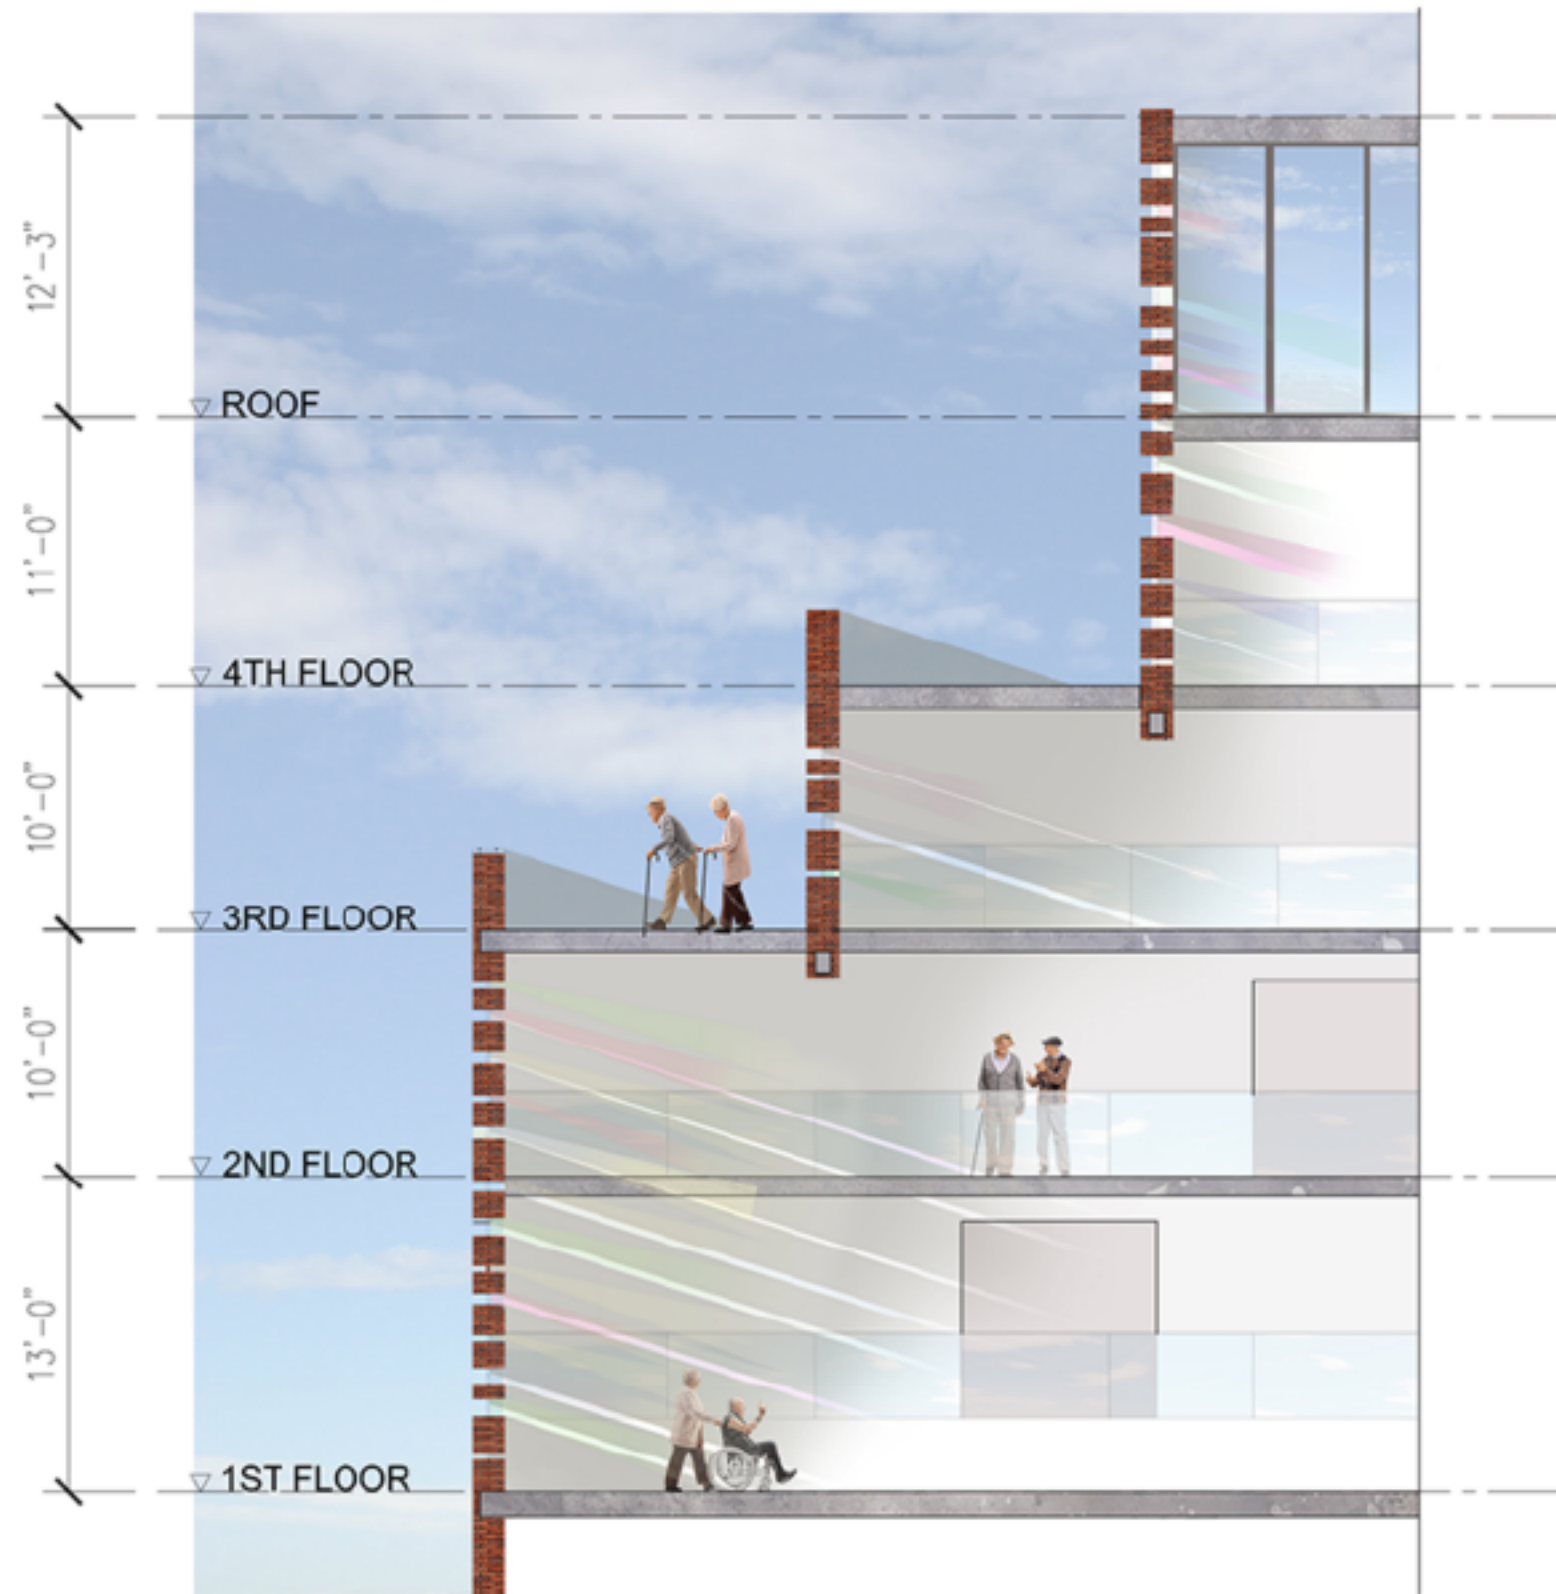 12'-3"
ROOF
11'-0"
4TH FLOOR
10'-0"
3RD FLOOR
10'-0"
2ND FLOOR
13'-0"
1ST FLOOR